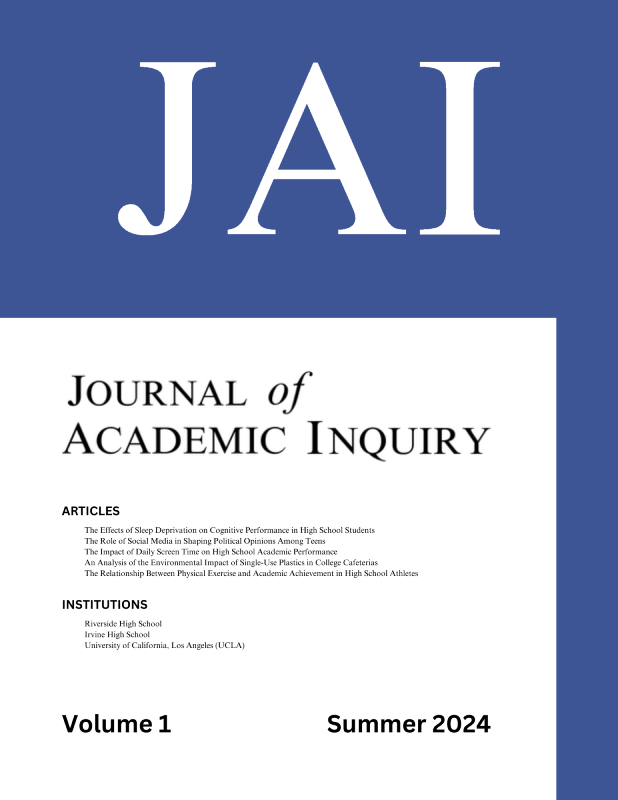 JAI
JOURNAL of
ACADEMIC INQUIRY
ARTICLES
The Effects of Sleep Deprivation on Cognitive Performance in High School Students
The Role of Social Media in Shaping Political Opinions Among Teens
The Impact of Daily Screen Time on High School Academic Performance
An Analysis of the Environmental Impact of Single-Use Plastics in College Cafeterias
The Relationship Between Physical Exercise and Academic Achievement in High School Athletes
INSTITUTIONS
Riverside High School
Irvine High School
University of California, Los Angeles (UCLA)
Volume 1 Summer 2024